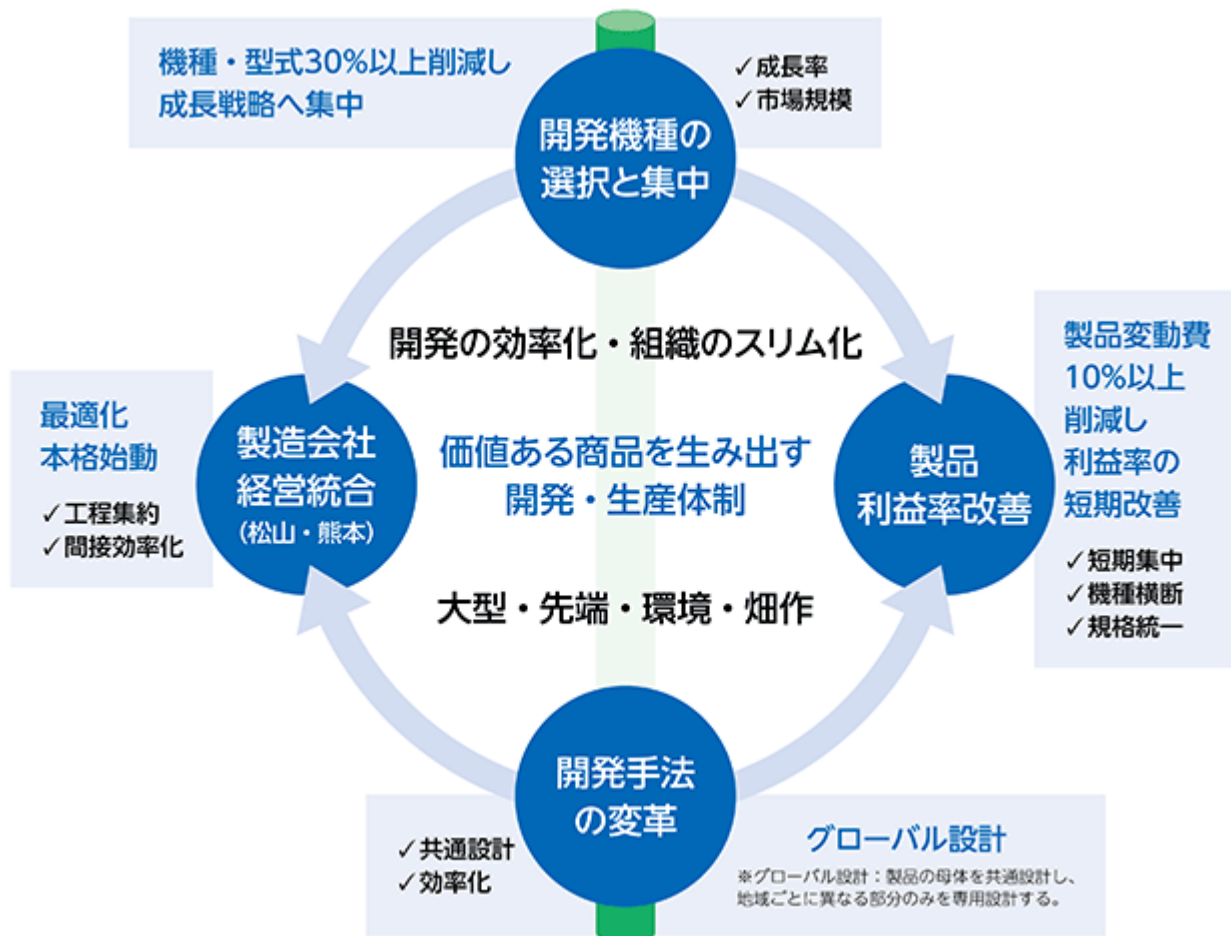 機種・型式30%以上削減し
成長戦略へ集中
✓成長率
✓市場規模
開発機種の
選択と集中
開発の効率化・組織のスリム化
最適化
本格始動
✓工程集約
✓間接効率化
製造会社
経営統合
(松山・熊本)
価値ある商品を生み出す
開発・生産体制
製品
利益率改善
製品変動費
10%以上
削減し
利益率の
短期改善
✓短期集中
✓機種横断
✓規格統一
大型・先端・環境・畑作
開発手法
の変革
✓共通設計
✓効率化
グローバル設計
※グローバル設計：製品の母体を共通設計し、
地域ごとに異なる部分のみを専用設計する。